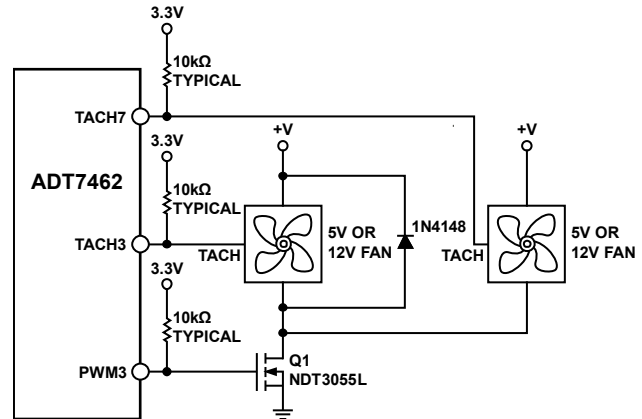 3.3V
10kΩ
TYPICAL
TACH7
+V
+V
3.3V
ADT7462
10kΩ
TYPICAL
1N4148
5V OR
12V FAN
5V OR
12V FAN
TACH3
TACH
TACH
3.3V
10kΩ
TYPICAL
Q1
NDT3055L
PWM3